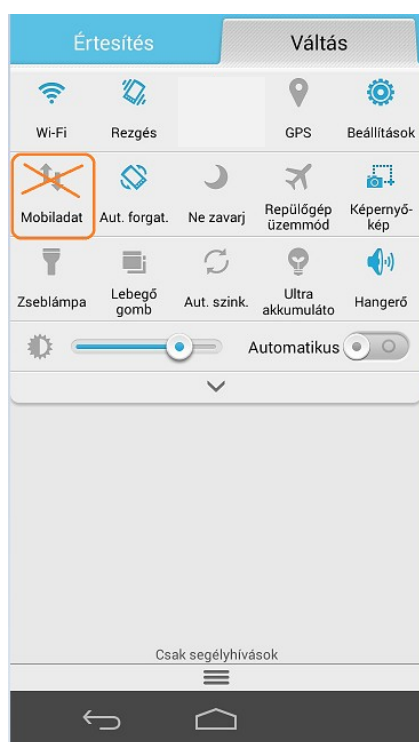 Értesítés Váltás
Wi-Fi Rezgés GPS Beállítások
Mobiladat Aut. forgat. Ne zavarj Repülőgép üzemmód Képernyő-kép
Zseblámpa Lebegő gomb Aut. szink. Ultra akkumuláto Hangerő
Automatikus
Csak segélyhívások